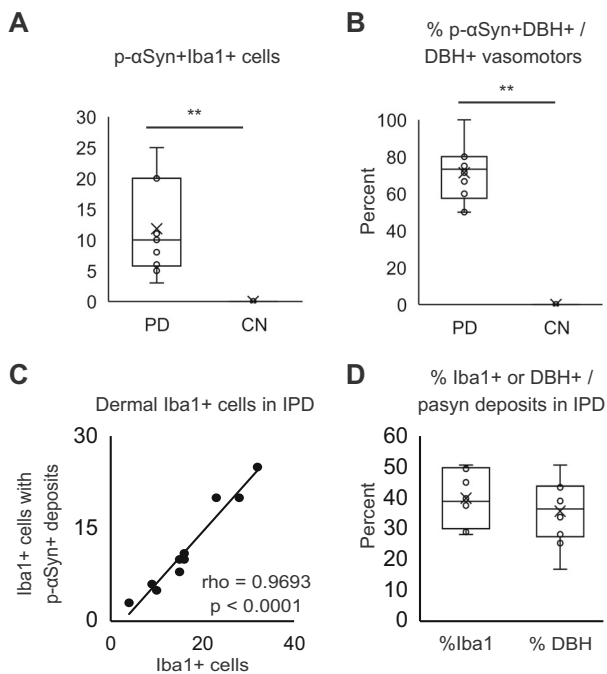 A
p-αSyn+Iba1+ cells
**
30
25
20
15
10
5
0
PD
CN
B
% p-αSyn+DBH+ /
DBH+ vasomotors
**
Percent
100
80
60
40
20
0
PD
CN
C
Dermal Iba1+ cells in IPD
Iba1+ cells with
p-αSyn+ deposits
30
15
0
rho = 0.9693
p < 0.0001
0
20
40
Iba1+ cells
D
% Iba1+ or DBH+ /
pasyn deposits in IPD
Percent
60
50
40
30
20
10
0
%Iba1
% DBH